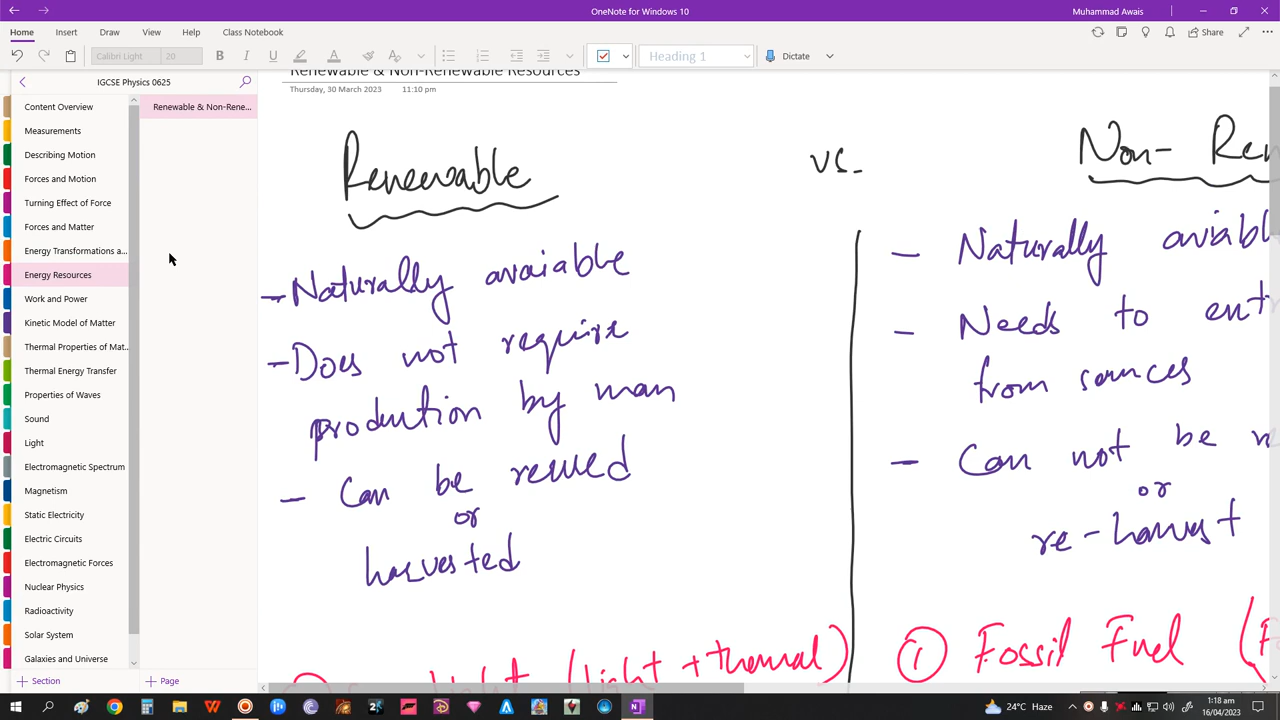 OneNote for Windows 10
Muhammad Awais
Home Insert Draw View Help Class Notebook
Share
Calibri Light 20
B I U
Heading 1
Dictate
IGCSE Physics 0625
Content Overview
Measurements
Describing Motion
Forces and Motion
Turning Effect of Force
Forces and Matter
Energy Transformations a...
Energy Resources
Work and Power
Kinetic Model of Matter
Thermal Properties of Mat...
Thermal Energy Transfer
Properties of Waves
Sound
Light
Electromagnetic Spectrum
Magnetism
Static Electricity
Electric Circuits
Electromagnetic Forces
Nuclear Physics
Radioactivity
Solar System
Galaxies and Universe
Section
Renewable & Non-Rene...
Page
Renewable & Non-Renewable Resources
Thursday, 30 March 2023 11:10 pm
Renewable
- Naturally avaiable
- Does not require
production by man
- Can be
or
harvested
(light + thermal)
vs.
Non- Ren
- Naturally
- Needs to
from
- Can not be
or
re-harvest
① Fossil Fuel
24°C Haze
1:18 am
16/04/2023